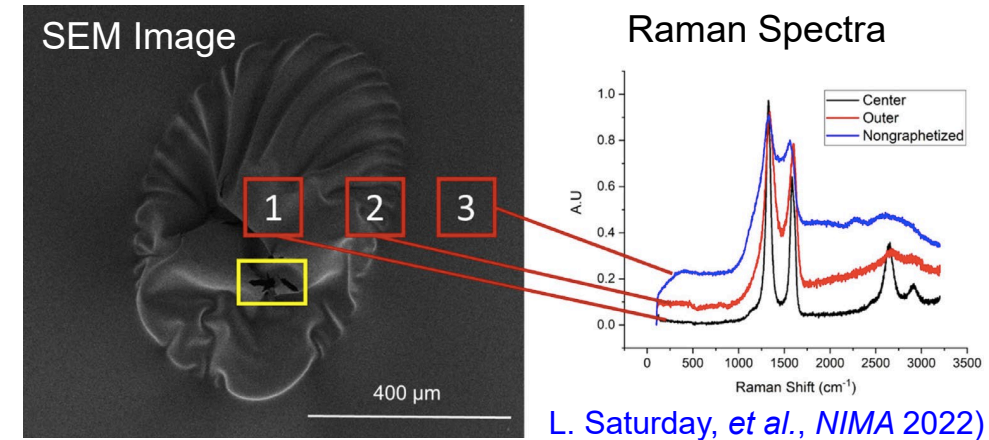 SEM Image
1
2
3
400 μm
Raman Spectra
Center
Outer
Nongraphetized
1.0
0.8
0.6
0.4
0.2
0.0
A.U
0
500
1000
1500
2000
2500
3000
3500
Raman Shift (cm⁻¹)
L. Saturday, et al., NIMA 2022)